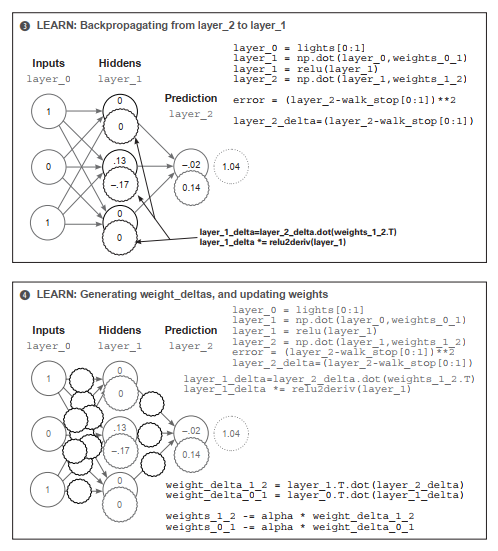 ❸ LEARN: Backpropagating from layer_2 to layer_1
layer_0 = lights[0:1]
layer_1 = np.dot(layer_0,weights_0_1)
layer_1 = relu(layer_1)
layer_2 = np.dot(layer_1,weights_1_2)
error = (layer_2-walk_stop[0:1])**2
layer_2_delta=(layer_2-walk_stop[0:1])
Inputs Hiddens
layer_0 layer_1
Prediction
layer_2
1 0
0
0 .13 -.02 1.04
-.17 0.14
1 0
0
layer_1_delta=layer_2_delta.dot(weights_1_2.T)
layer_1_delta *= relu2deriv(layer_1)
❹ LEARN: Generating weight_deltas, and updating weights
layer_0 = lights[0:1]
layer_1 = np.dot(layer_0,weights_0_1)
layer_1 = relu(layer_1)
layer_2 = np.dot(layer_1,weights_1_2)
error = (layer_2-walk_stop[0:1])**2
layer_2_delta=(layer_2-walk_stop[0:1])
Inputs Hiddens Prediction
layer_0 layer_1 layer_2
layer_1_delta=layer_2_delta.dot(weights_1_2.T)
layer_1_delta *= relu2deriv(layer_1)
1 0
0
0 .13 -.02 1.04
-.17 0.14
1 0
0
weight_delta_1_2 = layer_1.T.dot(layer_2_delta)
weight_delta_0_1 = layer_0.T.dot(layer_1_delta)
weights_1_2 -= alpha * weight_delta_1_2
weights_0_1 -= alpha * weight_delta_0_1